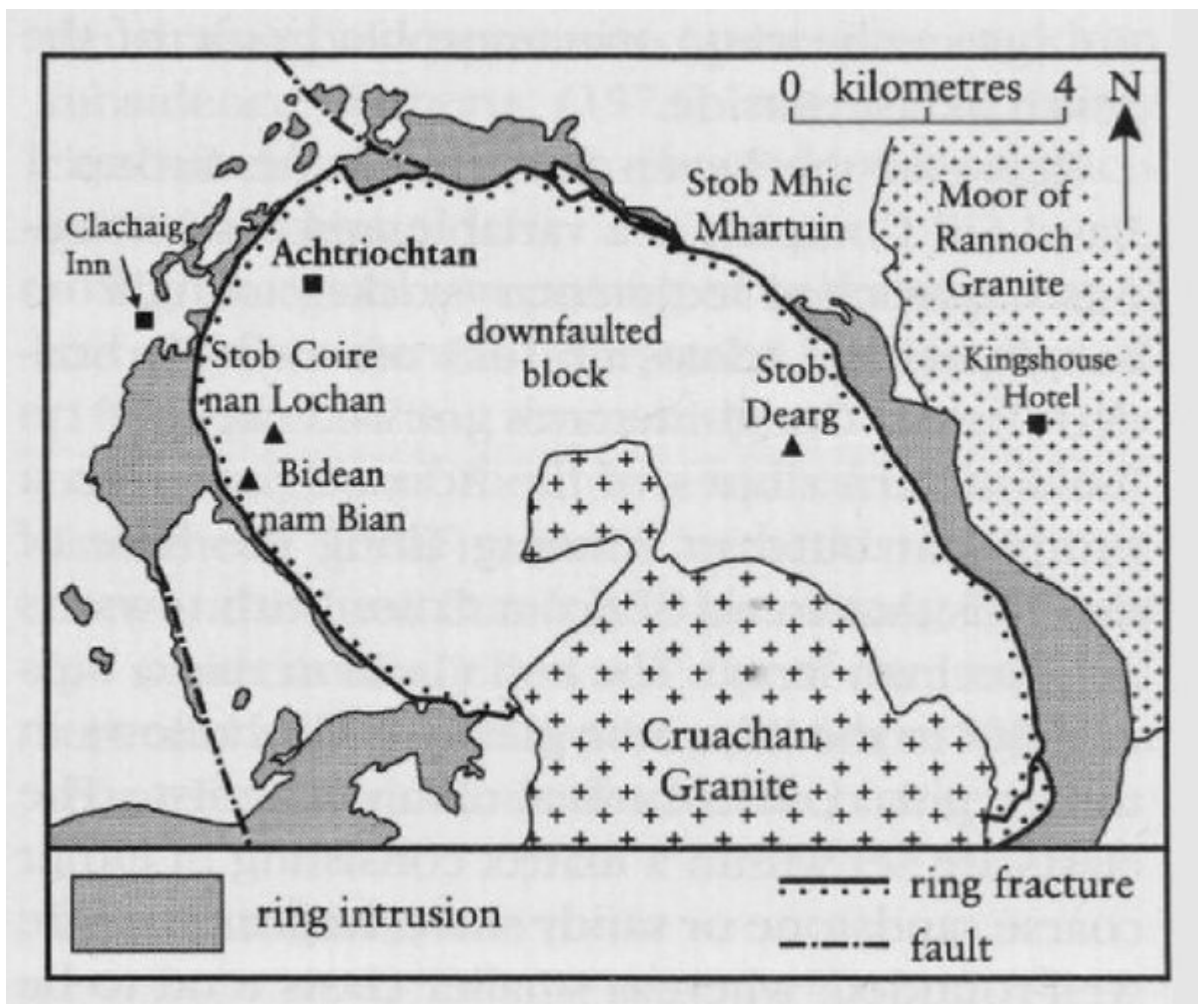 0 kilometres 4 N
Stob Mhic
Mhartuin
Moor of
Rannoch
Granite
Clachaig
Inn
Achtriochtan
downfaulted
block
Stob Coire
nan Lochan
Stob
Dearg
Kingshouse
Hotel
Bidean
nam Bian
Cruachan
Granite
ring intrusion
ring fracture
fault